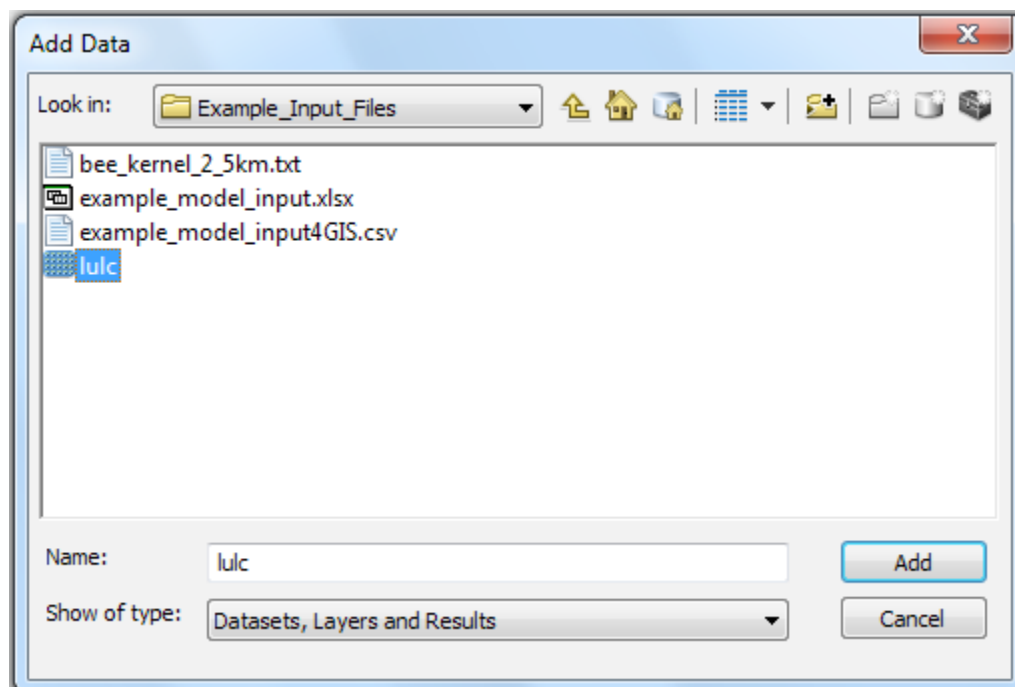 Add Data
Look in: Example_Input_Files
bee_kernel_2_5km.txt
example_model_input.xlsx
example_model_input4GIS.csv
lulc
Name: lulc Add
Show of type: Datasets, Layers and Results Cancel